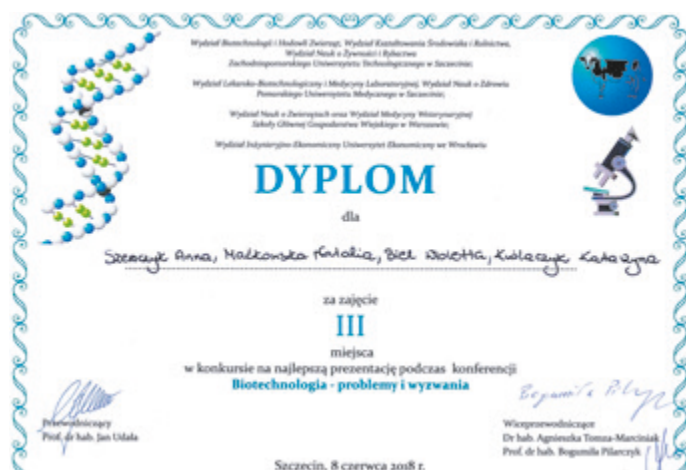 Wydział Biotechnologii i Hodowli Zwierząt, Wydział Kształtowania Środowiska i Rolnictwa,
Wydział Nauk o Żywności i Rybactwa
Zachodniopomorskiego Uniwersytetu Technologicznego w Szczecinie;
Wydział Lekarsko-Biotechnologiczny i Medycyny Laboratoryjnej, Wydział Nauk o Zdrowiu
Pomorskiego Uniwersytetu Medycznego w Szczecinie;
Wydział Nauk o Zwierzętach oraz Wydział Medycyny Weterynaryjnej
Szkoły Głównej Gospodarstwa Wiejskiego w Warszawie;
Wydział Inżynieryjno-Ekonomiczny Uniwersytet Ekonomiczny we Wrocławiu
DYPLOM
dla
Anna, Małkowska Natalia, Biel Wioletta, Katarzyna
za zajęcie
III
miejsca
w konkursie na najlepszą prezentację podczas konferencji
Biotechnologia - problemy i wyzwania
Przewodniczący
Prof. dr hab. Jan Udała
Bogumiła
Wiceprzewodniczące
Dr hab. Agnieszka Tomza-Marciniak
Prof. dr hab. Bogumiła Pilarczyk
Szczecin, 8 czerwca 2018 r.